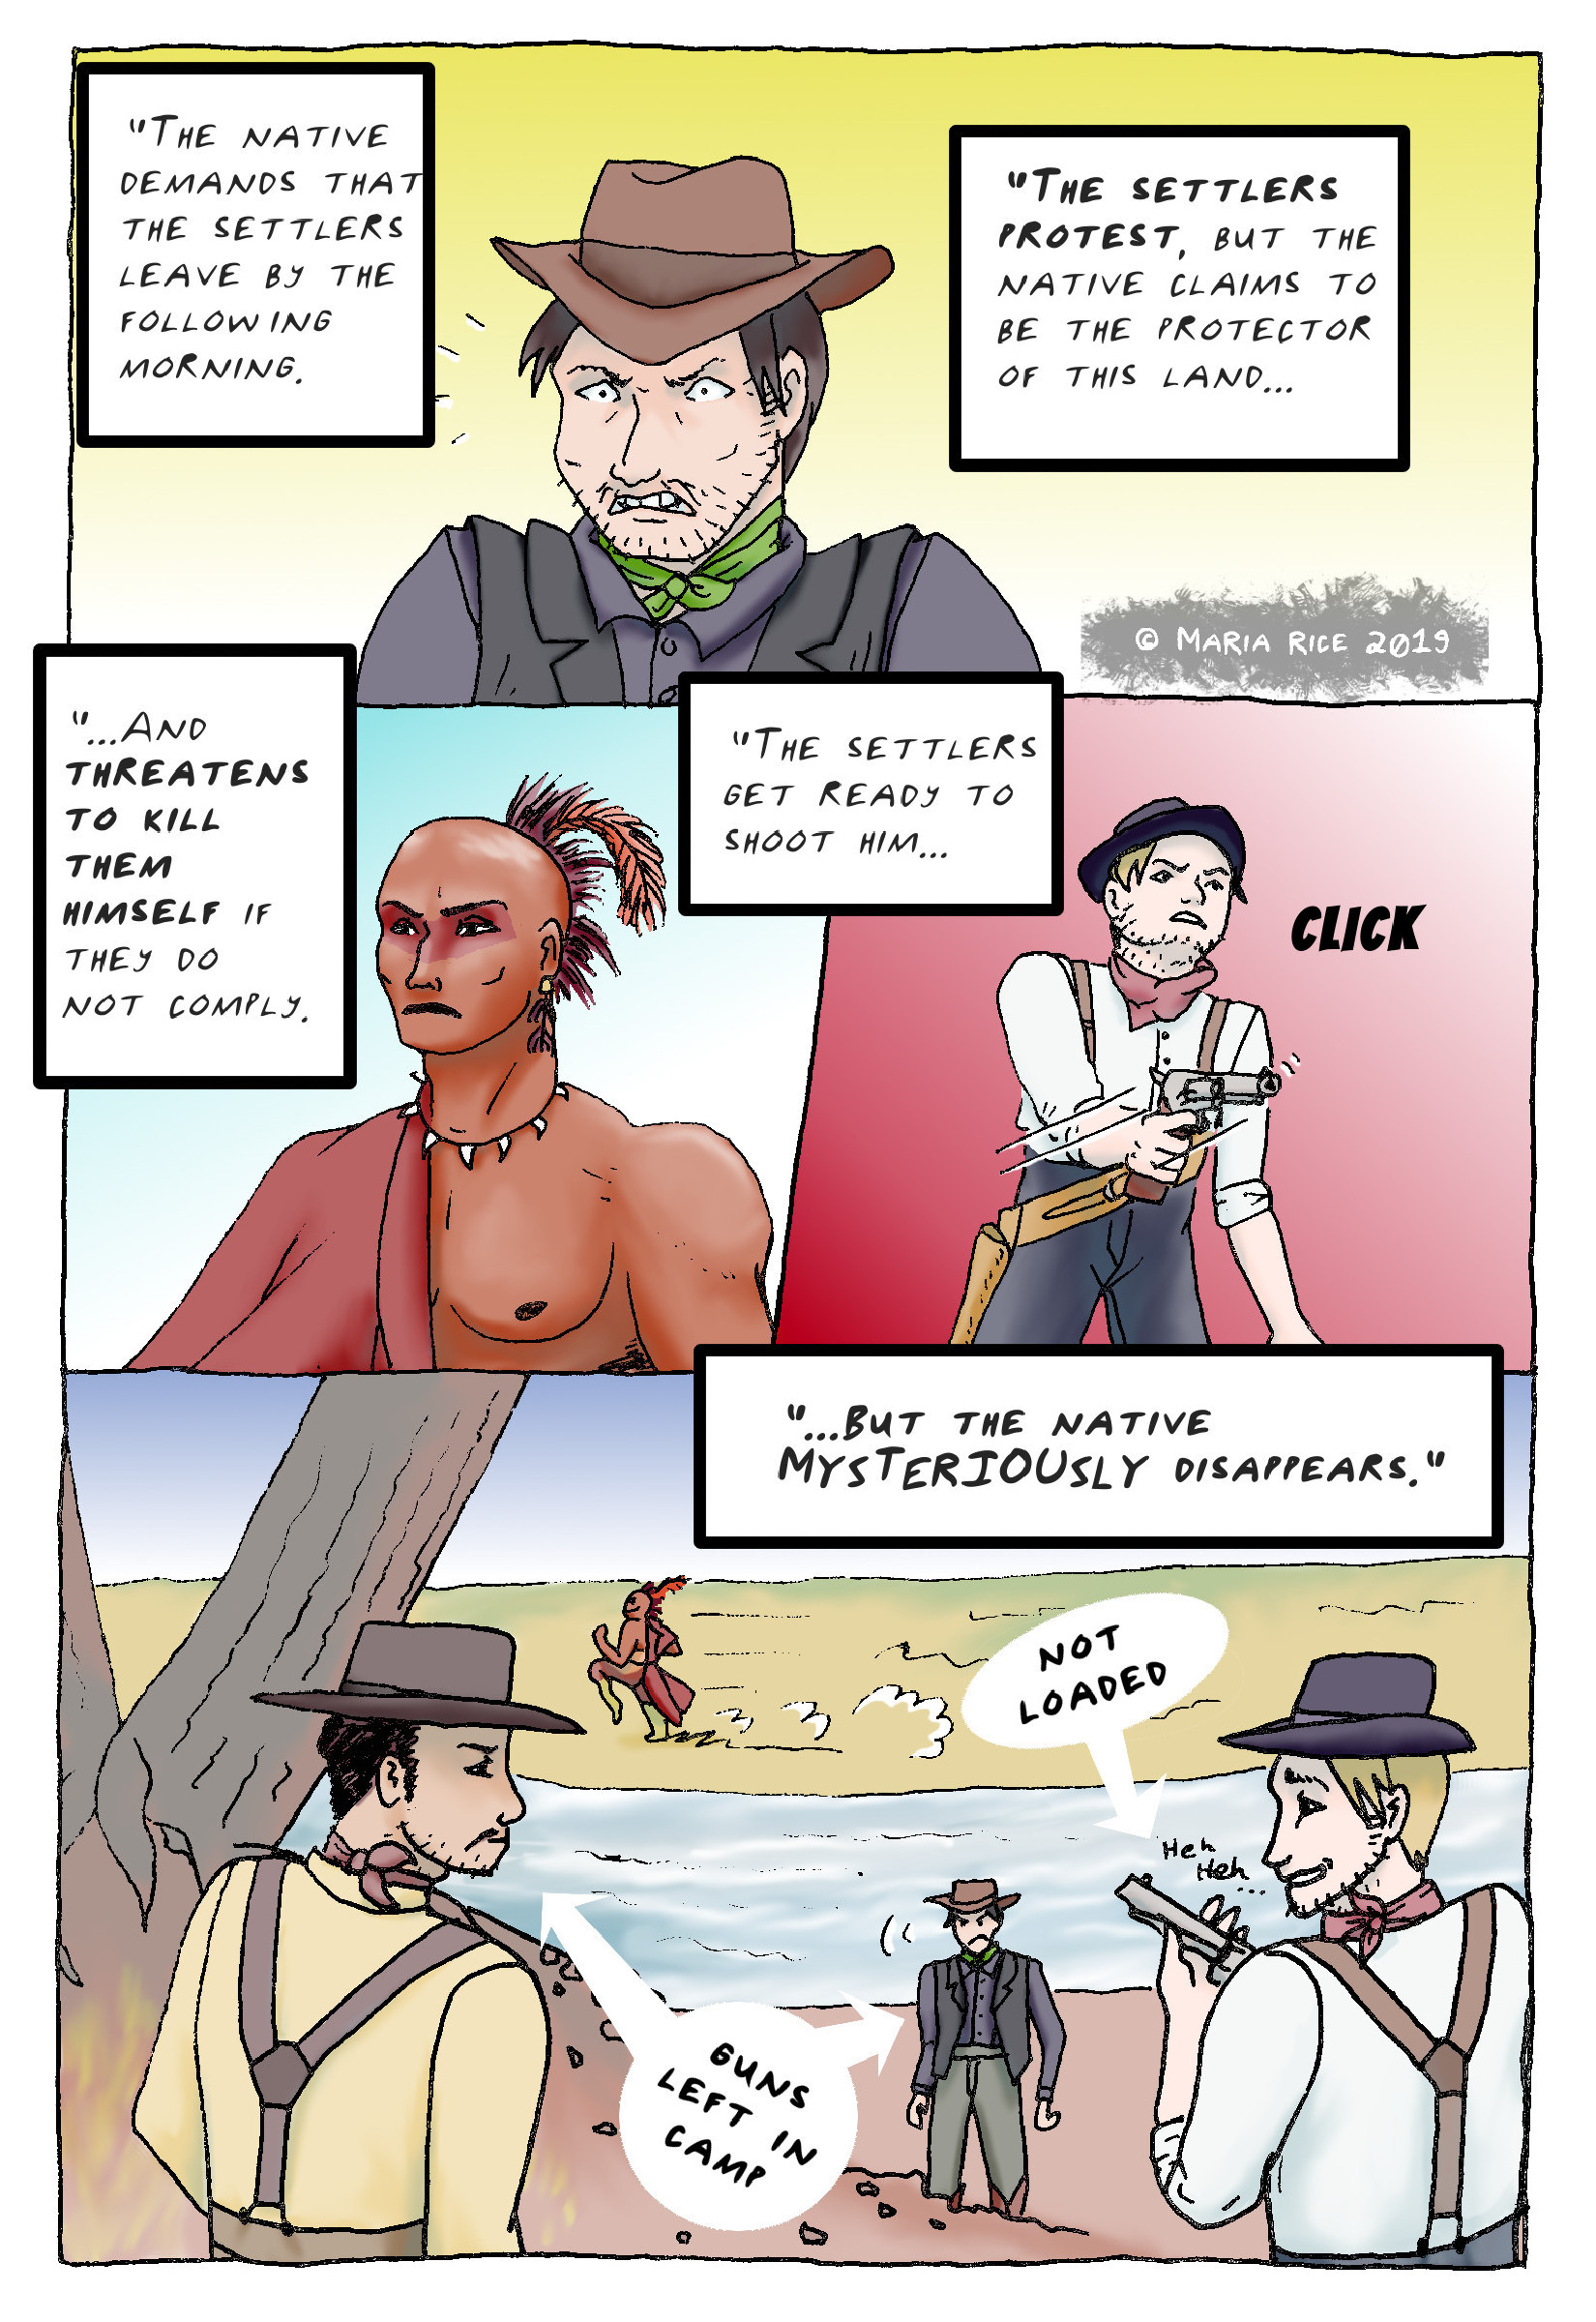 "THE NATIVE
DEMANDS THAT
THE SETTLERS
LEAVE BY THE
FOLLOWING
MORNING.
"THE SETTLERS
PROTEST, BUT THE
NATIVE CLAIMS TO
BE THE PROTECTOR
OF THIS LAND...
© MARIA RICE 2019
"...AND
THREATENS
TO KILL
THEM
HIMSELF IF
THEY DO
NOT COMPLY.
"THE SETTLERS
GET READY TO
SHOOT HIM...
CLICK
"...BUT THE NATIVE
MYSTERIOUSLY DISAPPEARS."
NOT
LOADED
Heh
Heh
...
GUNS
LEFT IN
CAMP